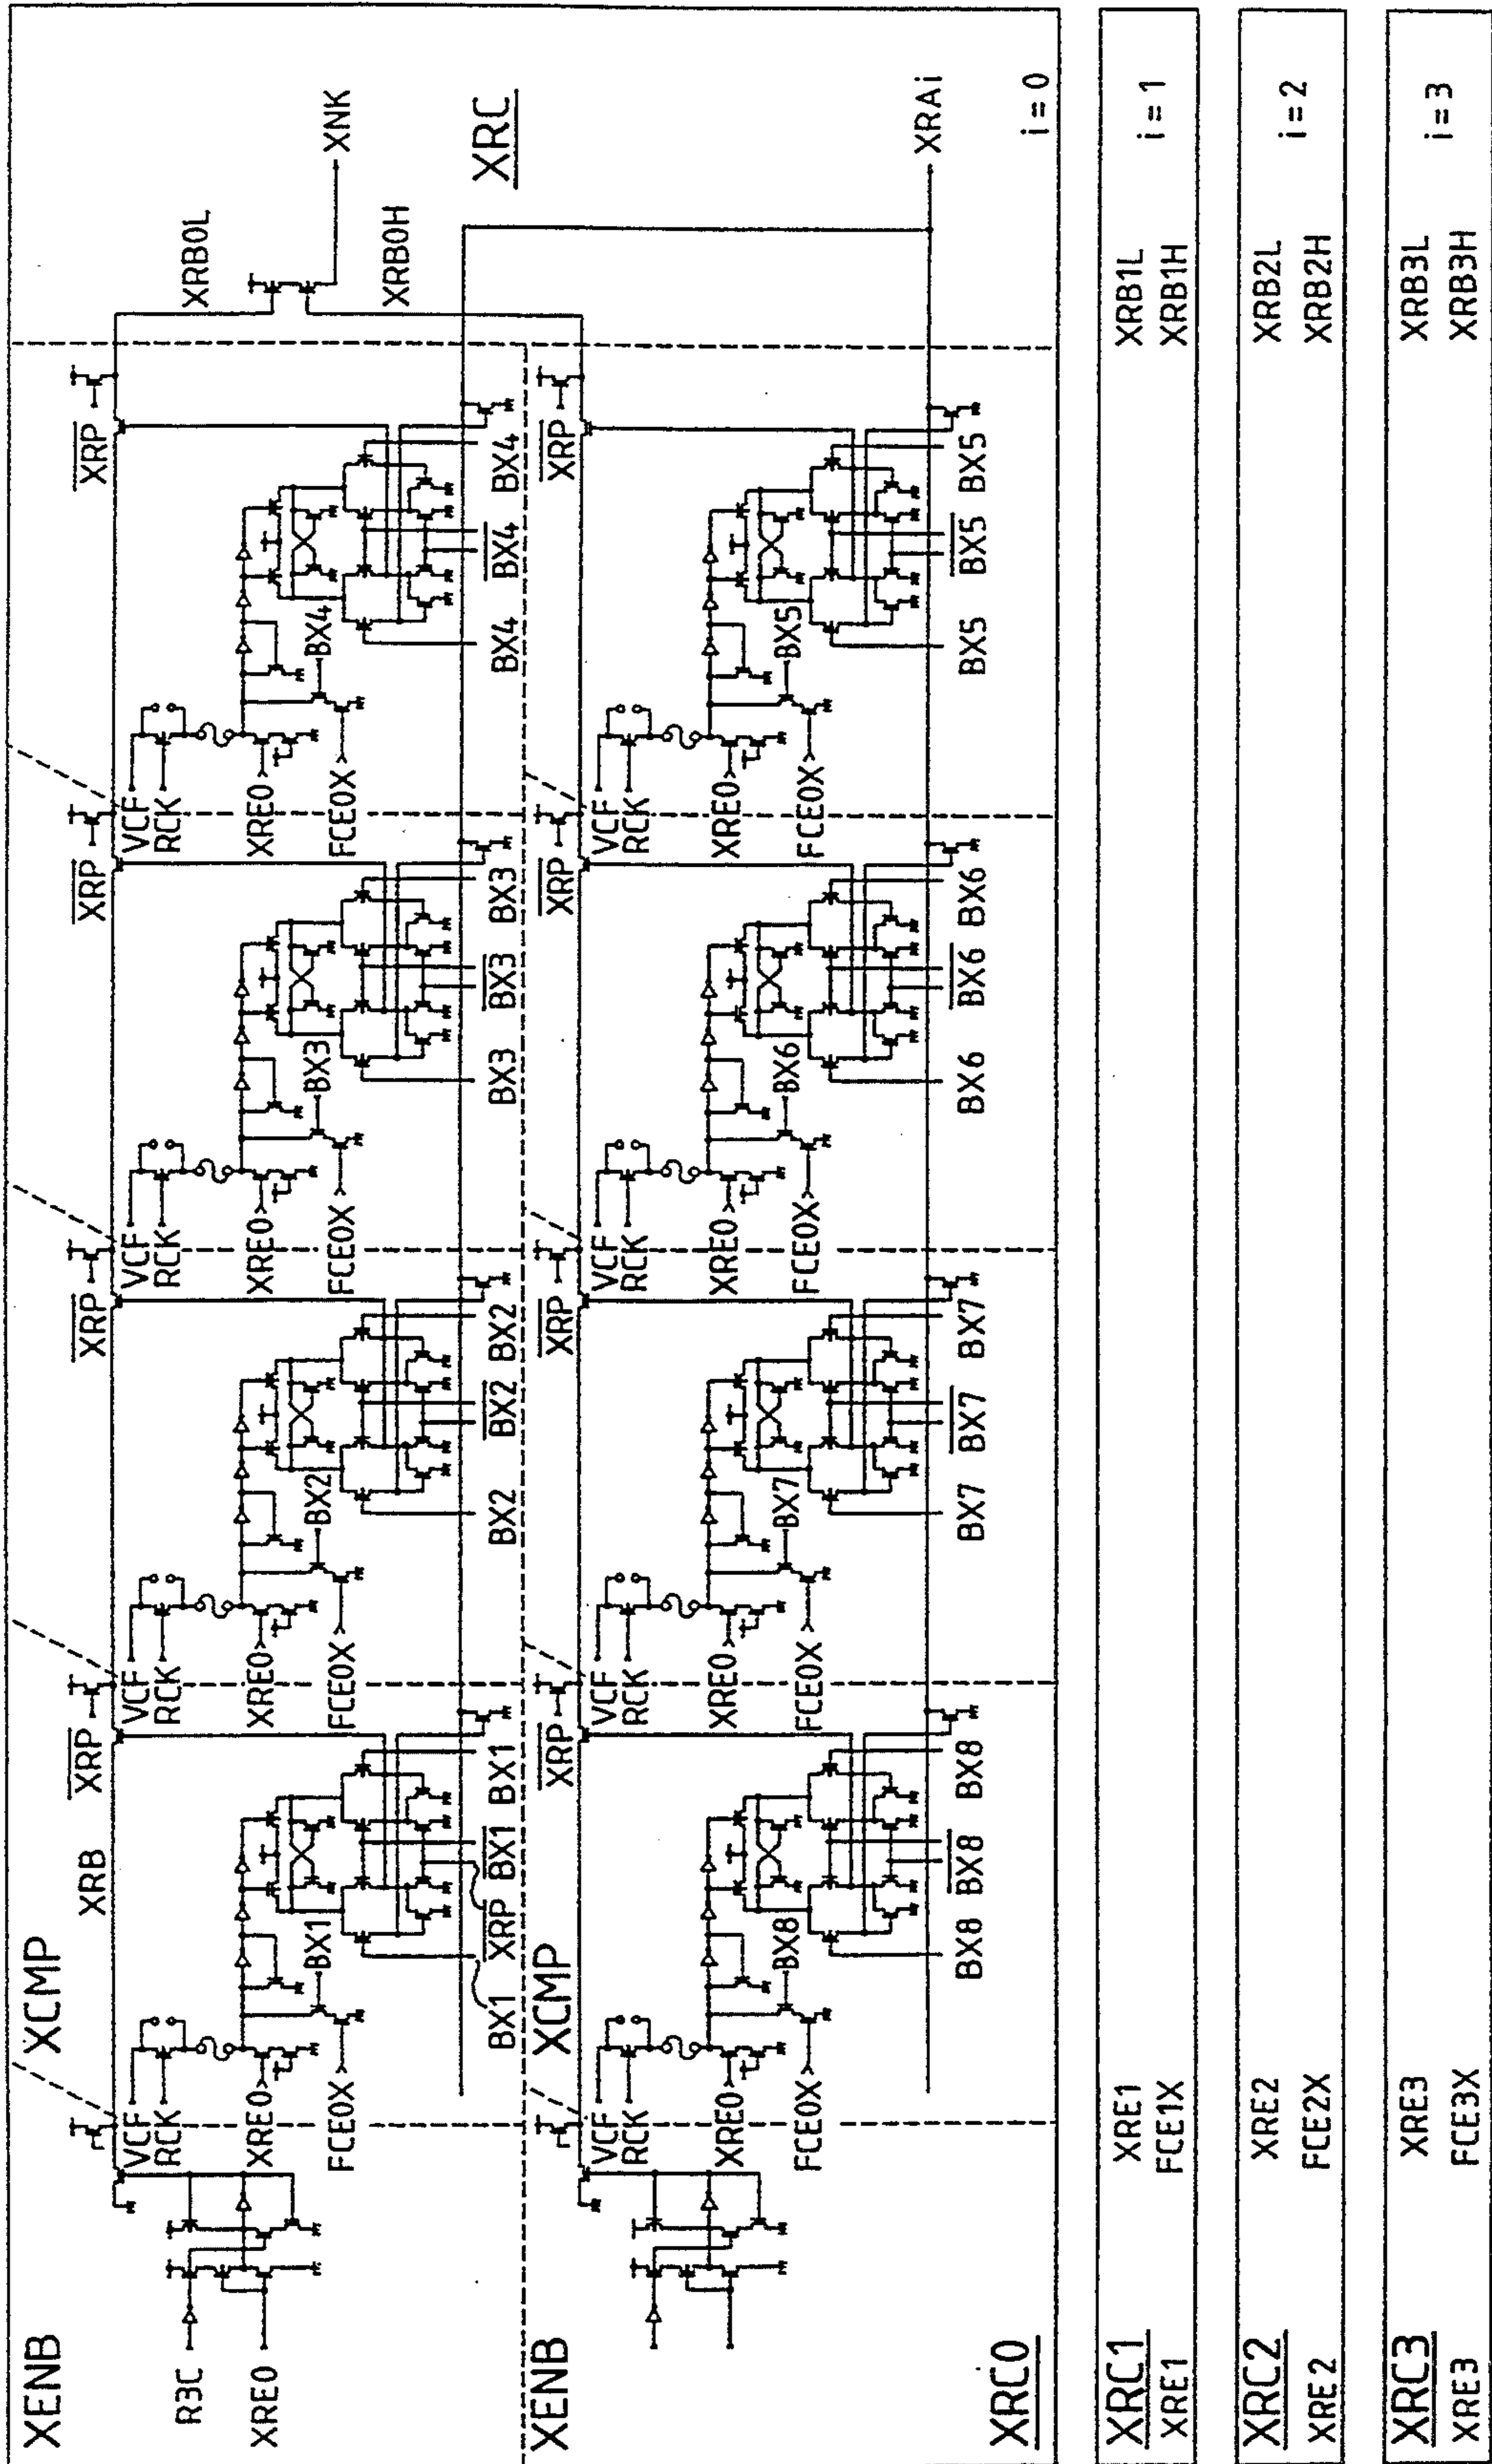 XENB
XCMP
XRB
R3C
XRE0
VCF
RCK
XRE0
FCE0X
BX1
BX1
XRP
BX1
BX1
XRP
VCF
RCK
XRE0
FCE0X
BX2
BX2
BX2
BX2
XRP
VCF
RCK
XRE0
FCE0X
BX3
BX3
BX3
BX3
XRP
VCF
RCK
XRE0
FCE0X
BX4
BX4
BX4
BX4
XRP
XRB0L
XNK
XRB0H
XRC
XENB
XCMP
VCF
RCK
XRE0
FCE0X
BX8
BX8
BX8
BX8
XRP
VCF
RCK
XRE0
FCE0X
BX7
BX7
BX7
BX7
XRP
VCF
RCK
XRE0
FCE0X
BX6
BX6
BX6
BX6
XRP
VCF
RCK
XRE0
FCE0X
BX5
BX5
BX5
BX5
XRP
XRAi
XRC0
i = 0
XRC1
XRE1
XRE1
FCE1X
XRB1L
XRB1H
i = 1
XRC2
XRE2
XRE2
FCE2X
XRB2L
XRB2H
i = 2
XRC3
XRE3
XRE3
FCE3X
XRB3L
XRB3H
i = 3